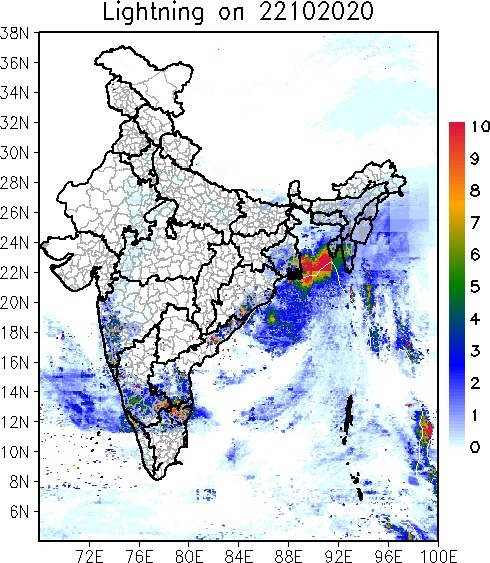 Lightning on 22102020
38N
36N
34N
32N
30N
28N
26N
24N
22N
20N
18N
16N
14N
12N
10N
8N
6N
72E 76E 80E 84E 88E 92E 96E 100E
10
9
8
7
6
5
4
3
2
1
0